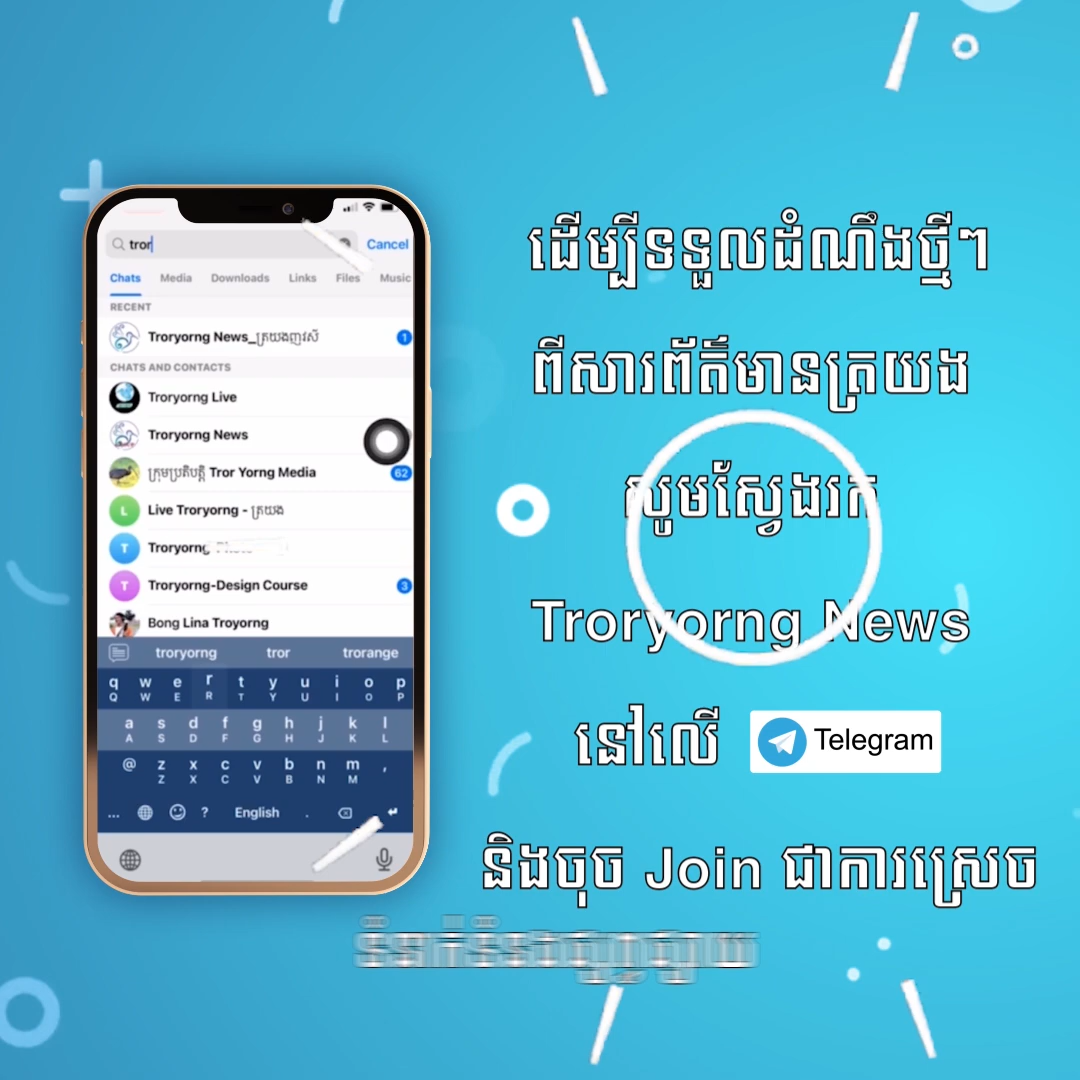 tror
Cancel
Chats Media Downloads Links Files Music
RECENT
Troryorng News_ត្រយងញូវស៍
1
CHATS AND CONTACTS
Troryorng Live
Troryorng News
ក្រុមប្រតិបត្តិ Tror Yorng Media
62
L Live Troryorng - ត្រយង
T Troryorng
T Troryorng-Design Course
3
Bong Lina Troyorng
troryorng tror trorange
q w e r t y u i o p
Q W E R T Y U I O P
a s d f g h j k l
A S D F G H J K L
@ z x c v b n m ,
Z X C V B N M
... ? English .
ដើម្បីទទួលដំណឹងថ្មីៗ
ពីសារព័ត៌មានត្រយង
សូមស្វែងរក
Troryorng News
នៅលើ Telegram
និងចុច Join ជាការស្រេច